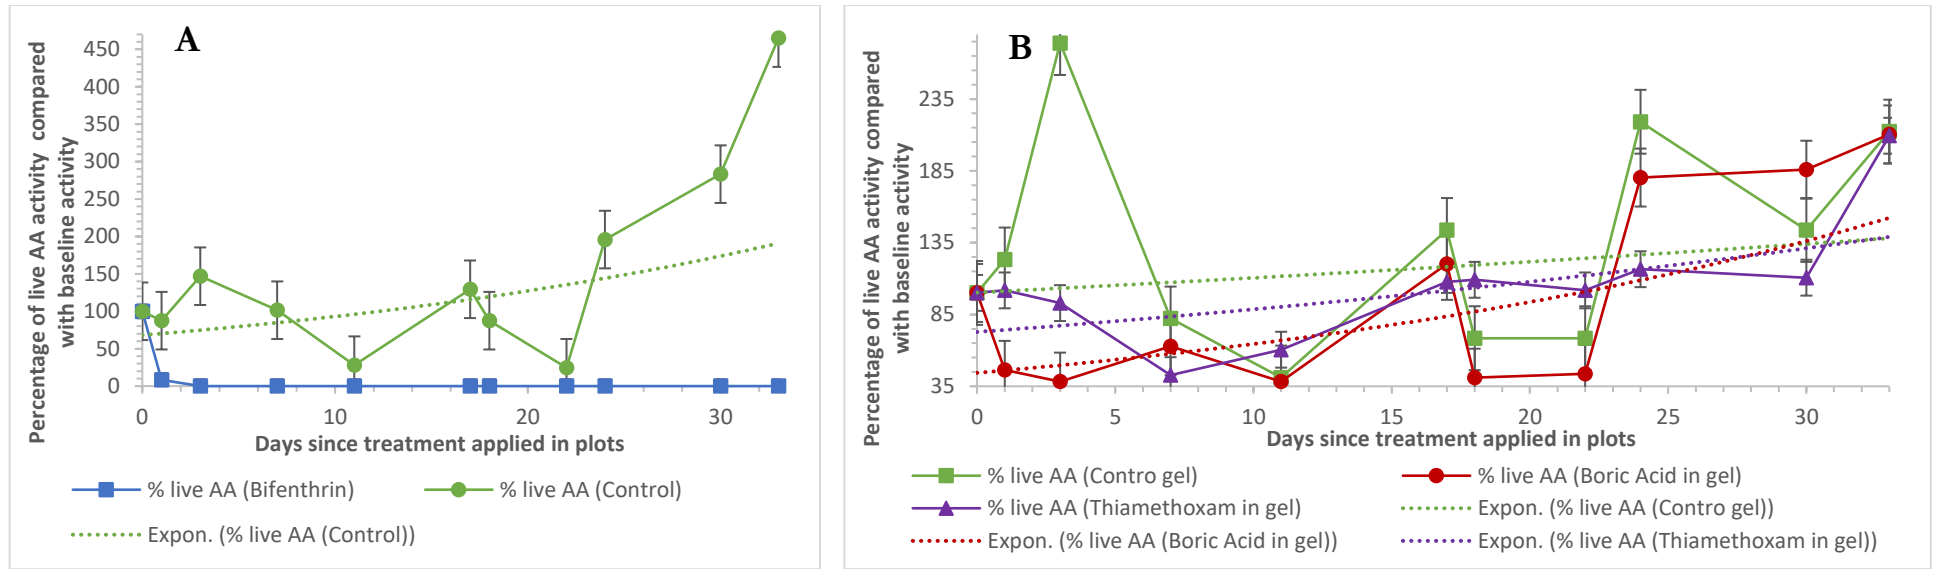 A
Percentage of live AA activity compared
with baseline activity
450
400
350
300
250
200
150
100
50
0
0
10
20
30
Days since treatment applied in plots
% live AA (Bifenthrin)
% live AA (Control)
Expon. (% live AA (Control))
B
Percentage of live AA activity compared
with baseline activity
235
185
135
85
35
0
5
10
15
20
25
30
Days since treatment applied in plots
% live AA (Contro gel)
% live AA (Boric Acid in gel)
% live AA (Thiamethoxam in gel)
Expon. (% live AA (Contro gel))
Expon. (% live AA (Boric Acid in gel))
Expon. (% live AA (Thiamethoxam in gel))